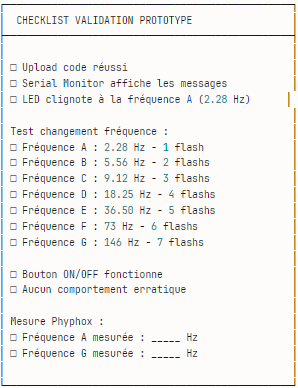 CHECKLIST VALIDATION PROTOTYPE
□ Upload code réussi
□ Serial Monitor affiche les messages
□ LED clignote à la fréquence A (2.28 Hz)
Test changement fréquence :
□ Fréquence A : 2.28 Hz - 1 flash
□ Fréquence B : 5.56 Hz - 2 flashs
□ Fréquence C : 9.12 Hz - 3 flashs
□ Fréquence D : 18.25 Hz - 4 flashs
□ Fréquence E : 36.50 Hz - 5 flashs
□ Fréquence F : 73 Hz - 6 flashs
□ Fréquence G : 146 Hz - 7 flashs
□ Bouton ON/OFF fonctionne
□ Aucun comportement erratique
Mesure Phyphox :
□ Fréquence A mesurée : _____ Hz
□ Fréquence G mesurée : _____ Hz